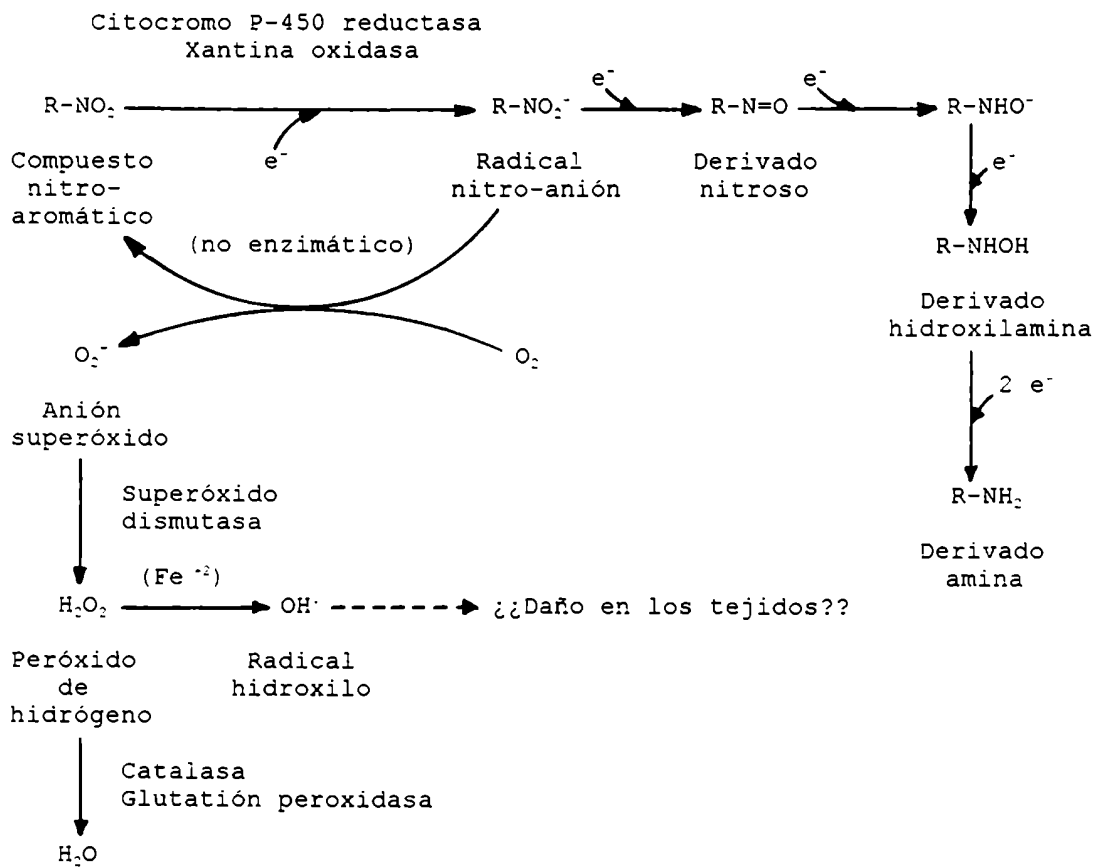 Citocromo P-450 reductasa
Xantina oxidasa
R-NO₂
e⁻
R-NO₂⁻
e⁻
R-N=O
e⁻
R-NHO⁻
Compuesto
nitro-
aromático
Radical
nitro-anión
Derivado
nitroso
e⁻
R-NHOH
(no enzimático)
Derivado
hidroxilamina
O₂⁻
O₂
2 e⁻
Anión
superóxido
R-NH₂
Superóxido
dismutasa
Derivado
amina
(Fe⁺²)
H₂O₂
OH·
¿¿Daño en los tejidos??
Peróxido
de
hidrógeno
Radical
hidroxilo
Catalasa
Glutatión peroxidasa
H₂O